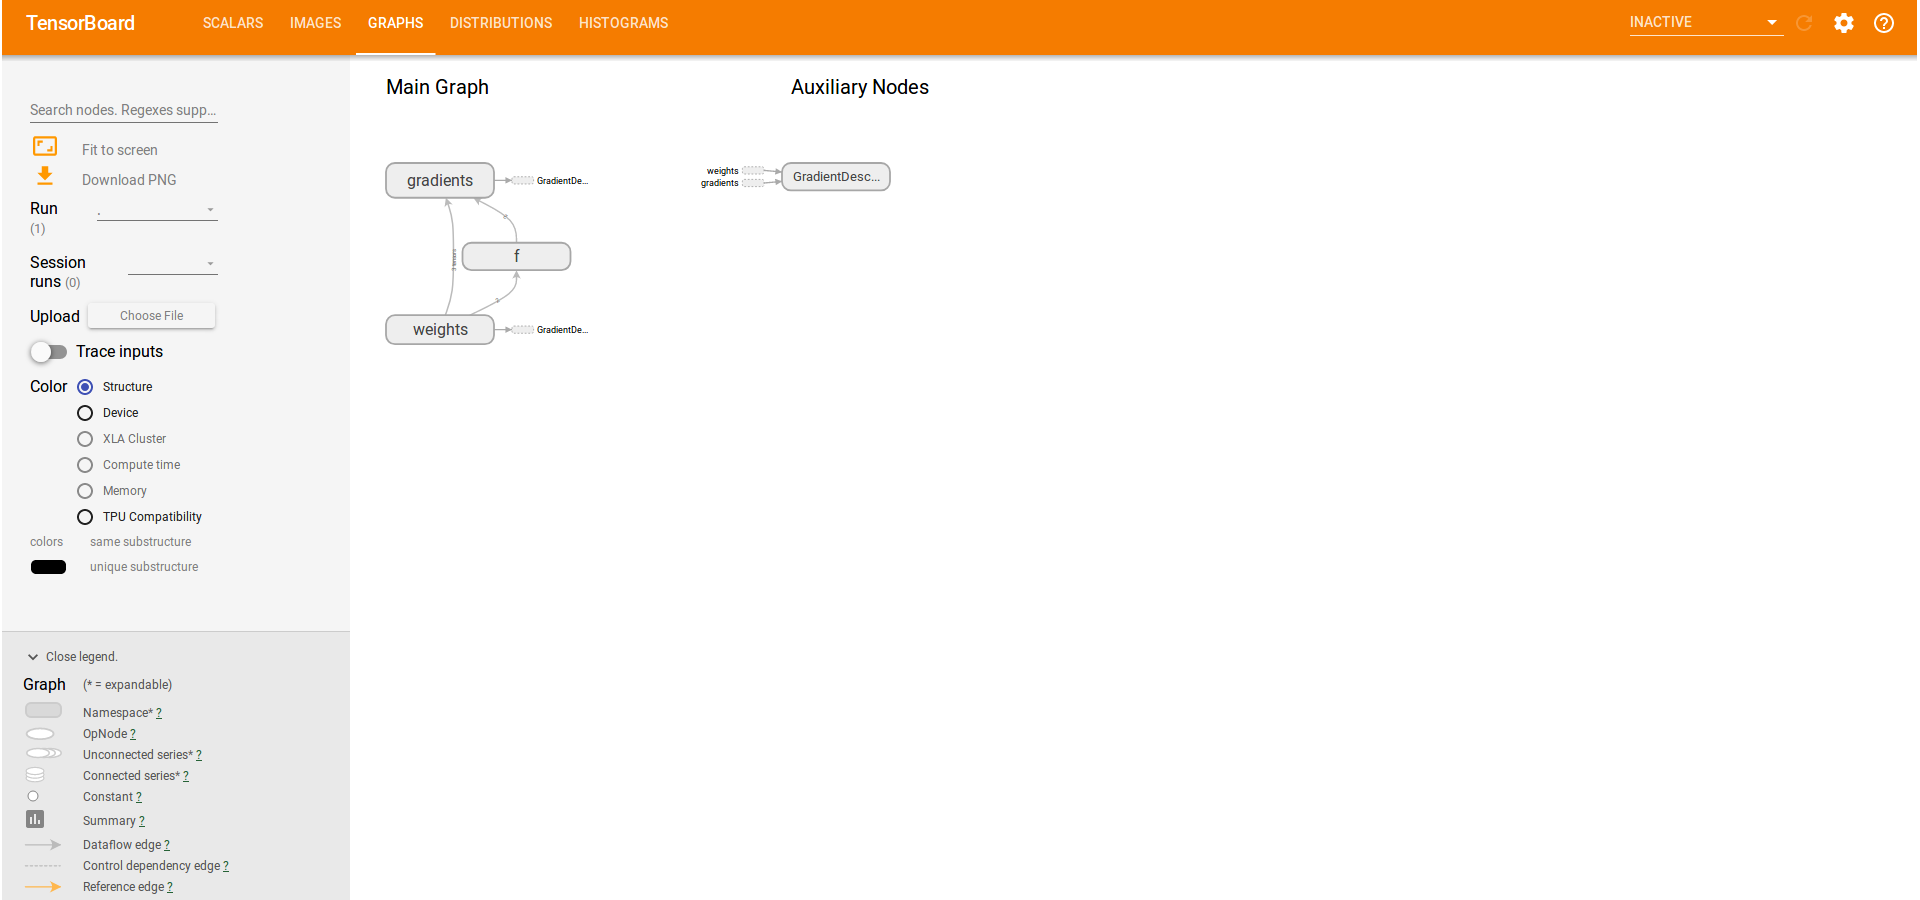 TensorBoard SCALARS IMAGES GRAPHS DISTRIBUTIONS HISTOGRAMS INACTIVE
Search nodes. Regexes supp...
Fit to screen
Download PNG
Run
(1)
.
Session
runs (0)
Upload Choose File
Trace inputs
Color Structure
Device
XLA Cluster
Compute time
Memory
TPU Compatibility
colors same substructure
unique substructure
Close legend.
Graph (* = expandable)
Namespace* ?
OpNode ?
Unconnected series* ?
Connected series* ?
Constant ?
Summary ?
Dataflow edge ?
Control dependency edge ?
Reference edge ?
Main Graph
gradients GradientDe...
f
weights GradientDe...
Auxiliary Nodes
weights
gradients
GradientDesc...